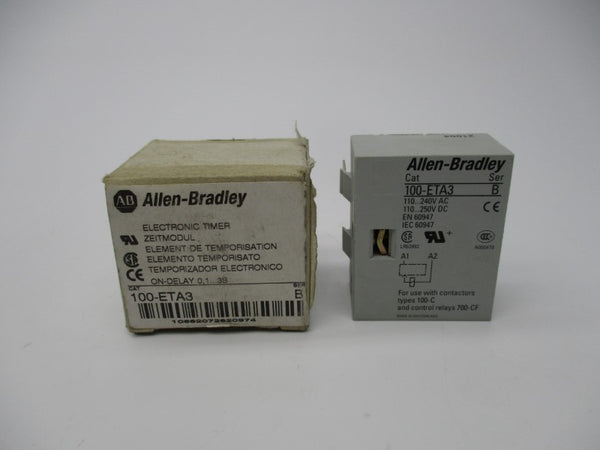 AB Allen-Bradley
ELECTRONIC TIMER
ZEITMODUL
ELEMENT DE TEMPORISATION
ELEMENTO TEMPORISATO
TEMPORIZADOR ELECTRONICO
ON-DELAY 0,1..3S
CAT SER
100-ETA3 B
10662072620974
Allen-Bradley
Cat Ser
100-ETA3 B
110...240V AC
110...250V DC
EN 60947
IEC 60947
A1 A2
For use with contactors
types 100-C
and control relays 700-CF